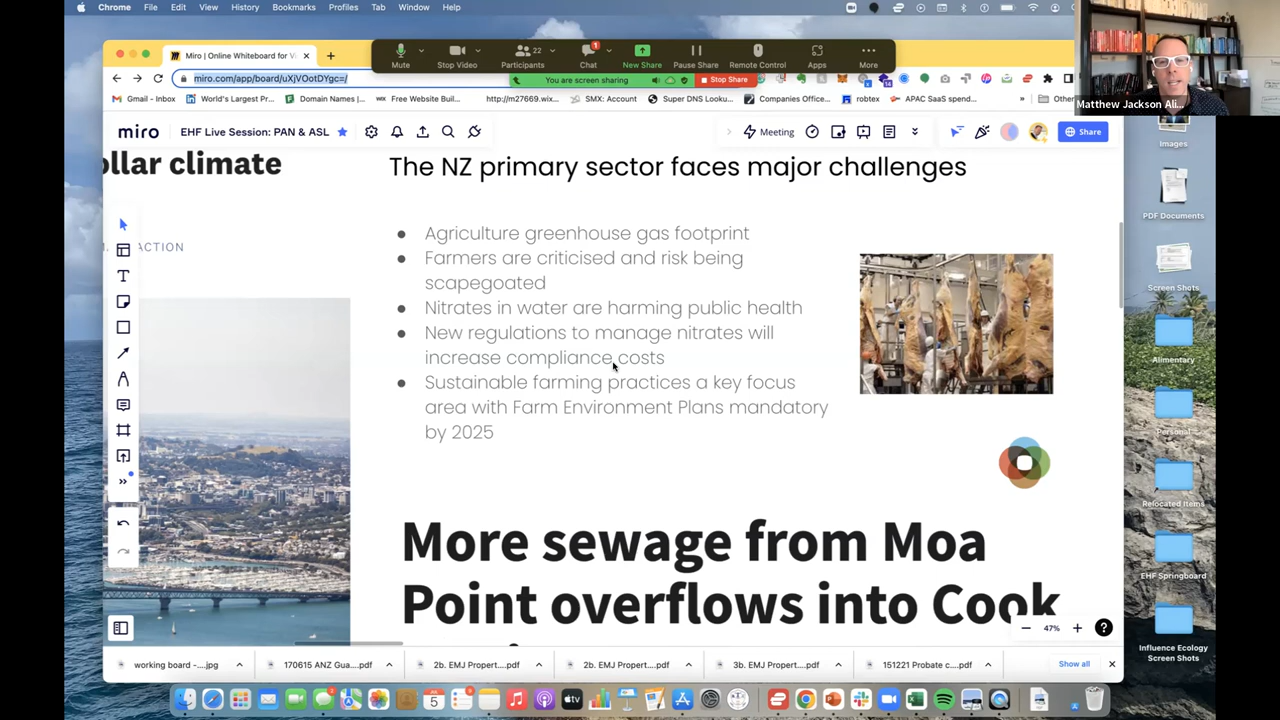 Chrome File Edit View History Bookmarks Profiles Tab Window Help
Miro | Online Whiteboard for Vi
Mute Stop Video Participants 22 Chat 1 New Share Pause Share Remote Control Apps More
miro.com/app/board/uXjVOotDYgc=/
You are screen sharing Stop Share
Matthew Jackson Ali...
Gmail - Inbox World's Largest Pr... Domain Names |... Free Website Buil... http://m27669.wix... SMX: Account Super DNS Looku... Companies Office... robtex APAC SaaS spend... » Other
miro EHF Live Session: PAN & ASL Meeting Share
Images
ollar climate
The NZ primary sector faces major challenges
PDF Documents
ACTION
Agriculture greenhouse gas footprint
Farmers are criticised and risk being
scapegoated
Nitrates in water are harming public health
New regulations to manage nitrates will
increase compliance costs
Sustainable farming practices a key focus
area with Farm Environment Plans mandatory
by 2025
Screen Shots
Alimentary
Personal
Relocated Items
EHF Springboard
Influence Ecology
Screen Shots
More sewage from Moa
Point overflows into Cook
47%
working board -....jpg 170615 ANZ Gua....pdf 2b. EMJ Propert....pdf 2b. EMJ Propert....pdf 3b. EMJ Propert....pdf 151221 Probate c....pdf Show all
5